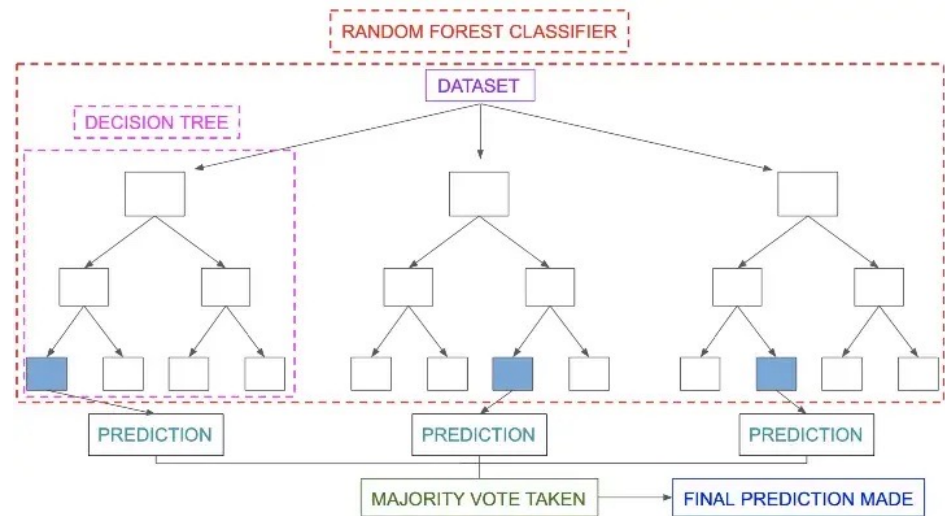 RANDOM FOREST CLASSIFIER
DATASET
DECISION TREE
PREDICTION
PREDICTION
PREDICTION
MAJORITY VOTE TAKEN
FINAL PREDICTION MADE